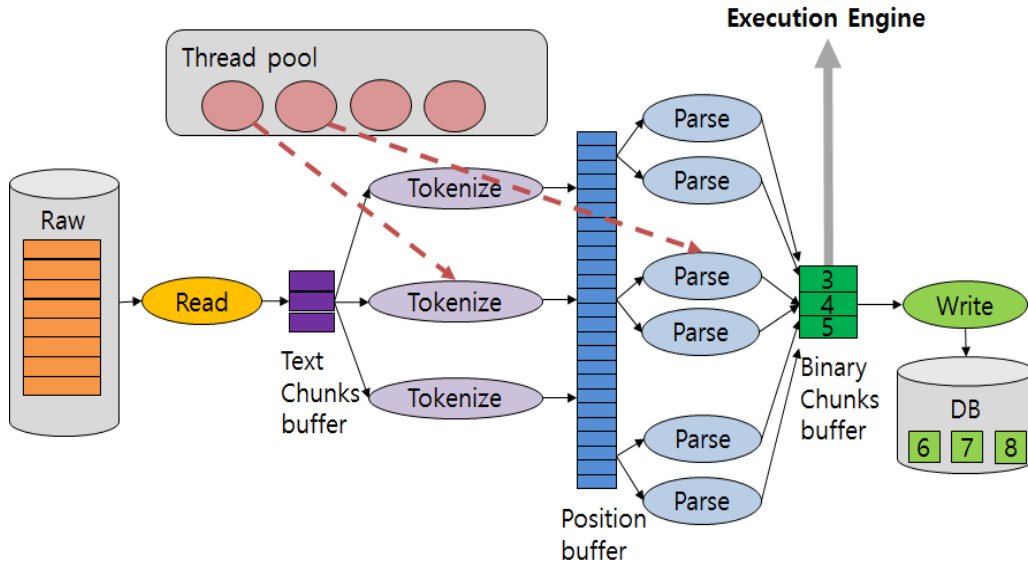 Execution Engine
Thread pool
Raw
Read
Text
Chunks
buffer
Tokenize
Tokenize
Tokenize
Position
buffer
Parse
Parse
Parse
Parse
Parse
Parse
3
4
5
Binary
Chunks
buffer
Write
DB
6 7 8